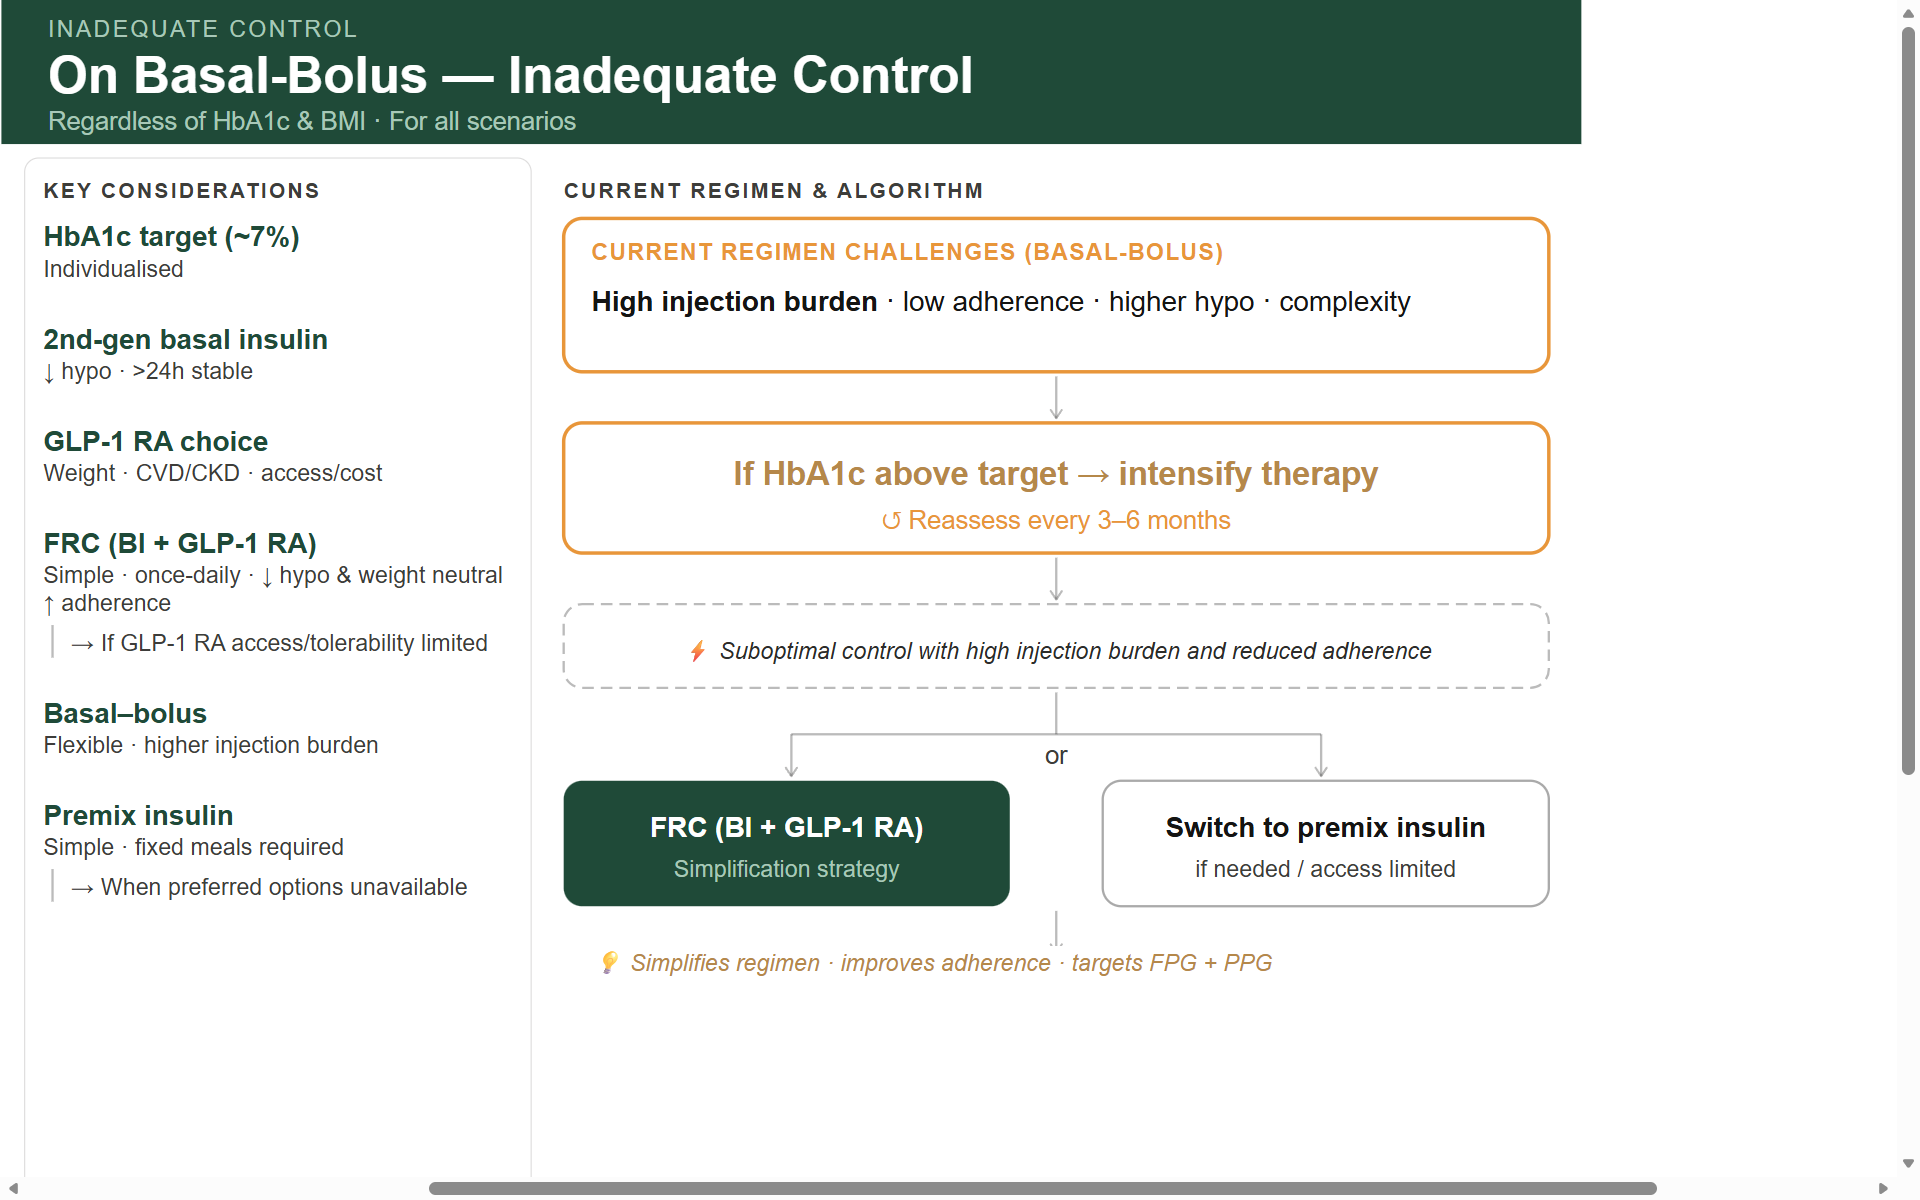 INADEQUATE CONTROL
On Basal-Bolus — Inadequate Control
Regardless of HbA1c & BMI · For all scenarios
KEY CONSIDERATIONS
HbA1c target (~7%)
Individualised
2nd-gen basal insulin
↓ hypo · >24h stable
GLP-1 RA choice
Weight · CVD/CKD · access/cost
FRC (BI + GLP-1 RA)
Simple · once-daily · ↓ hypo & weight neutral
↑ adherence
→ If GLP-1 RA access/tolerability limited
Basal–bolus
Flexible · higher injection burden
Premix insulin
Simple · fixed meals required
→ When preferred options unavailable
CURRENT REGIMEN & ALGORITHM
CURRENT REGIMEN CHALLENGES (BASAL-BOLUS)
High injection burden · low adherence · higher hypo · complexity
If HbA1c above target → intensify therapy
↺ Reassess every 3–6 months
⚡ Suboptimal control with high injection burden and reduced adherence
or
FRC (BI + GLP-1 RA)
Simplification strategy
Switch to premix insulin
if needed / access limited
💡 Simplifies regimen · improves adherence · targets FPG + PPG